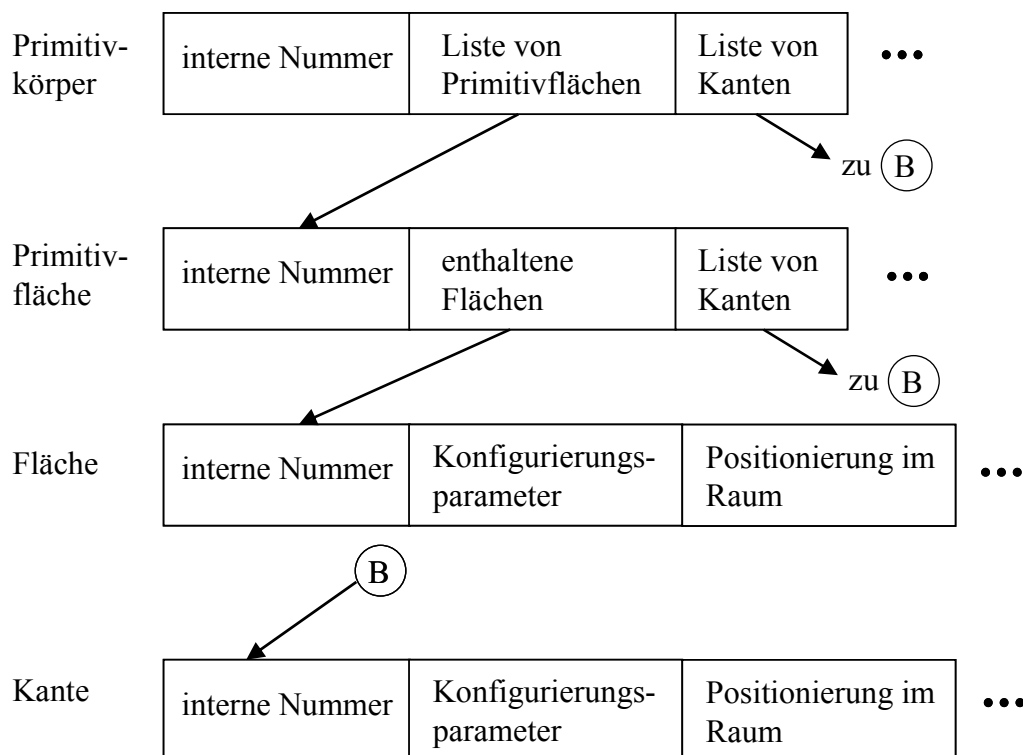 Primitiv-
körper
interne Nummer
Liste von
Primitivflächen
Liste von
Kanten
•••
zu B
Primitiv-
fläche
interne Nummer
enthaltene
Flächen
Liste von
Kanten
•••
zu B
Fläche
interne Nummer
Konfigurierungs-
parameter
Positionierung im
Raum
•••
B
Kante
interne Nummer
Konfigurierungs-
parameter
Positionierung im
Raum
•••